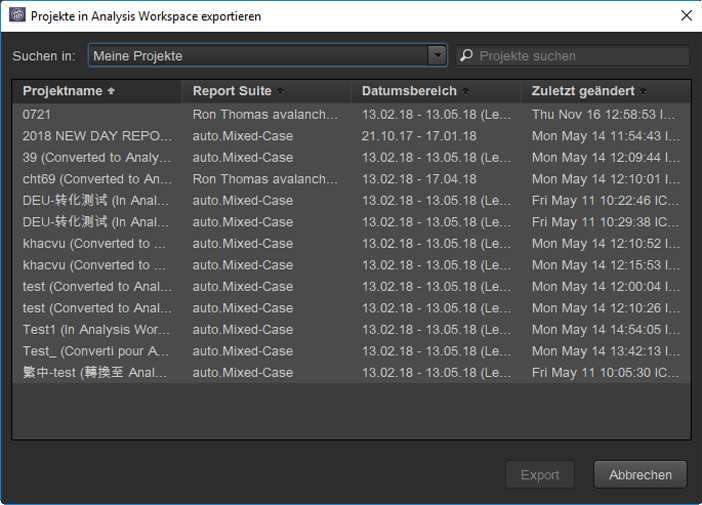 Projekte in Analysis Workspace exportieren
Suchen in: Meine Projekte Projekte suchen
Projektname Report Suite Datumsbereich Zuletzt geändert
0721 Ron Thomas avalanch... 13.02.18 - 13.05.18 (Le... Thu Nov 16 12:58:53 I...
2018 NEW DAY REPO... auto.Mixed-Case 21.10.17 - 17.01.18 Mon May 14 11:54:43 I...
39 (Converted to Analy... auto.Mixed-Case 13.02.18 - 13.05.18 (Le... Mon May 14 12:09:44 I...
cht69 (Converted to An... Ron Thomas avalanch... 13.02.18 - 17.04.18 Mon May 14 12:10:01 I...
DEU-转化测试 (In Anal... auto.Mixed-Case 13.02.18 - 13.05.18 (Le... Fri May 11 10:22:46 IC...
DEU-转化测试 (In Anal... auto.Mixed-Case 13.02.18 - 13.05.18 (Le... Fri May 11 10:29:38 IC...
khacvu (Converted to ... auto.Mixed-Case 13.02.18 - 13.05.18 (Le... Mon May 14 12:10:52 I...
khacvu (Converted to ... auto.Mixed-Case 13.02.18 - 13.05.18 (Le... Mon May 14 12:15:53 I...
test (Converted to Anal... auto.Mixed-Case 13.02.18 - 13.05.18 (Le... Mon May 14 12:00:04 I...
test (Converted to Anal... auto.Mixed-Case 13.02.18 - 13.05.18 (Le... Mon May 14 12:10:26 I...
Test1 (In Analysis Wor... auto.Mixed-Case 13.02.18 - 13.05.18 (Le... Mon May 14 14:54:05 I...
Test_ (Converti pour A... auto.Mixed-Case 13.02.18 - 13.05.18 (Le... Mon May 14 13:42:13 I...
繁中-test (轉換至 Anal... auto.Mixed-Case 13.02.18 - 13.05.18 (Le... Fri May 11 10:05:30 IC...
Export Abbrechen